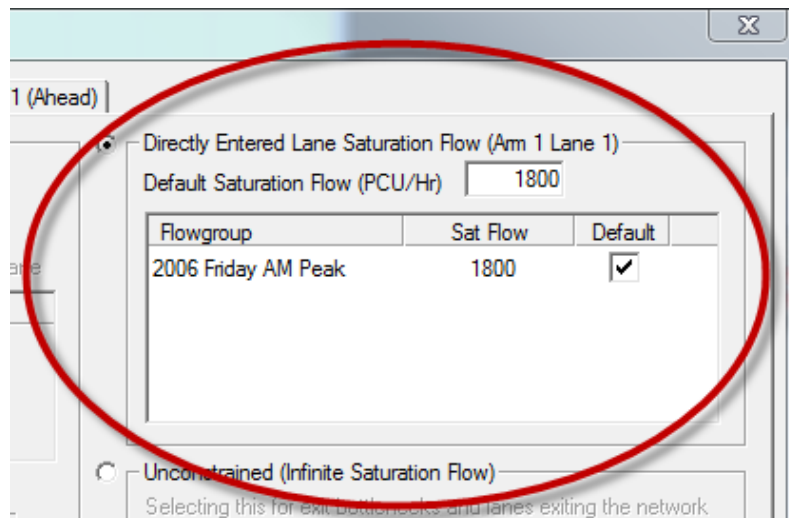 1 (Ahead)
Directly Entered Lane Saturation Flow (Arm 1 Lane 1)
Default Saturation Flow (PCU/Hr) 1800
Flowgroup Sat Flow Default
2006 Friday AM Peak 1800
Unconstrained (Infinite Saturation Flow)
Selecting this for exit bottlenecks and lanes exiting the network